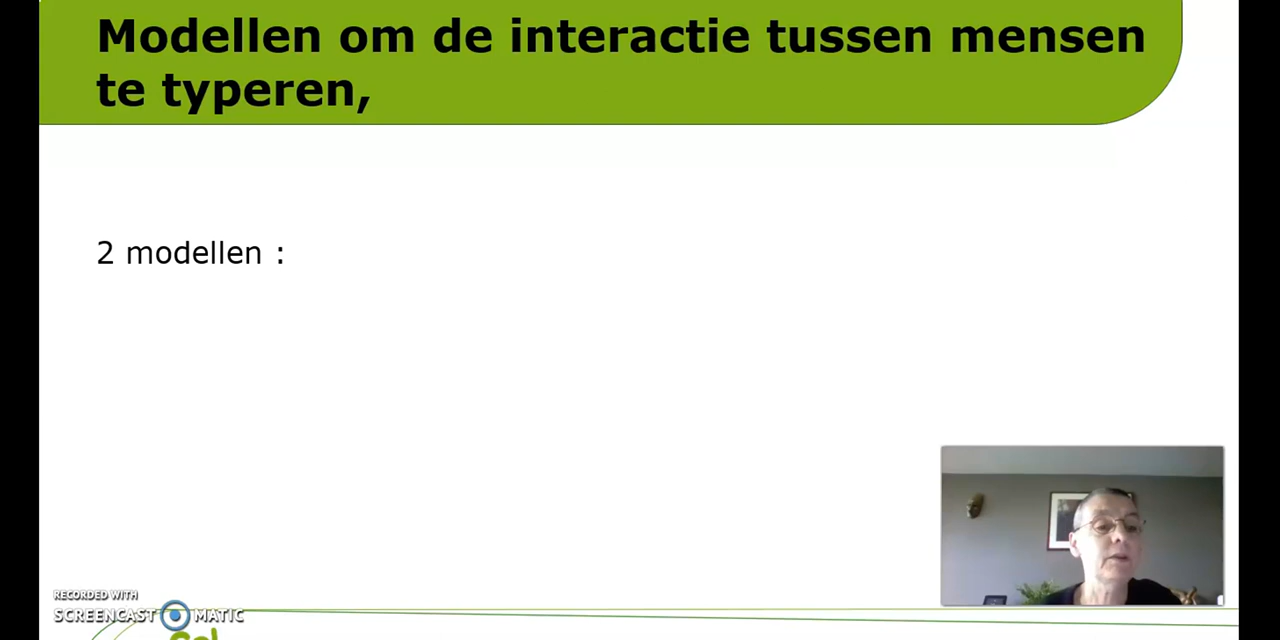 Modellen om de interactie tussen mensen
te typeren,
2 modellen :
RECORDED WITH
SCREENCAST MATIC